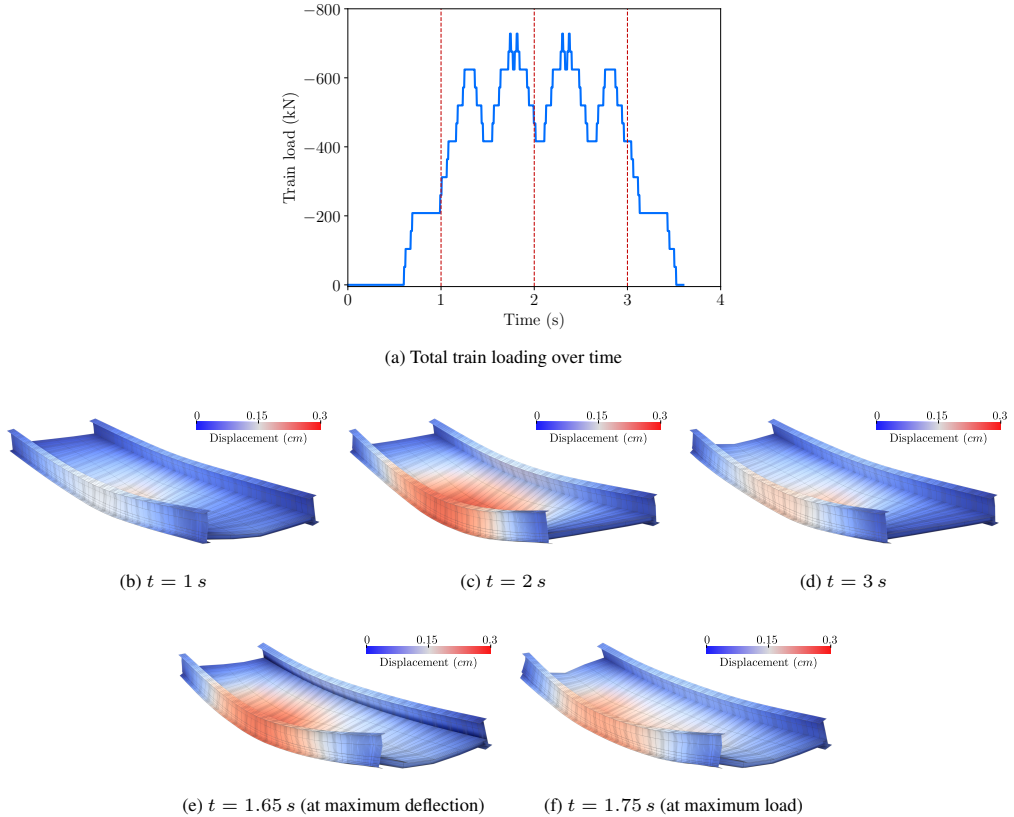 −800
−600
−400
−200
0
Train load (kN)
0 1 2 3 4
Time (s)
(a) Total train loading over time
0 0.15 0.3
Displacement (cm)
0 0.15 0.3
Displacement (cm)
0 0.15 0.3
Displacement (cm)
(b) t = 1 s
(c) t = 2 s
(d) t = 3 s
0 0.15 0.3
Displacement (cm)
0 0.15 0.3
Displacement (cm)
(e) t = 1.65 s (at maximum deflection)
(f) t = 1.75 s (at maximum load)